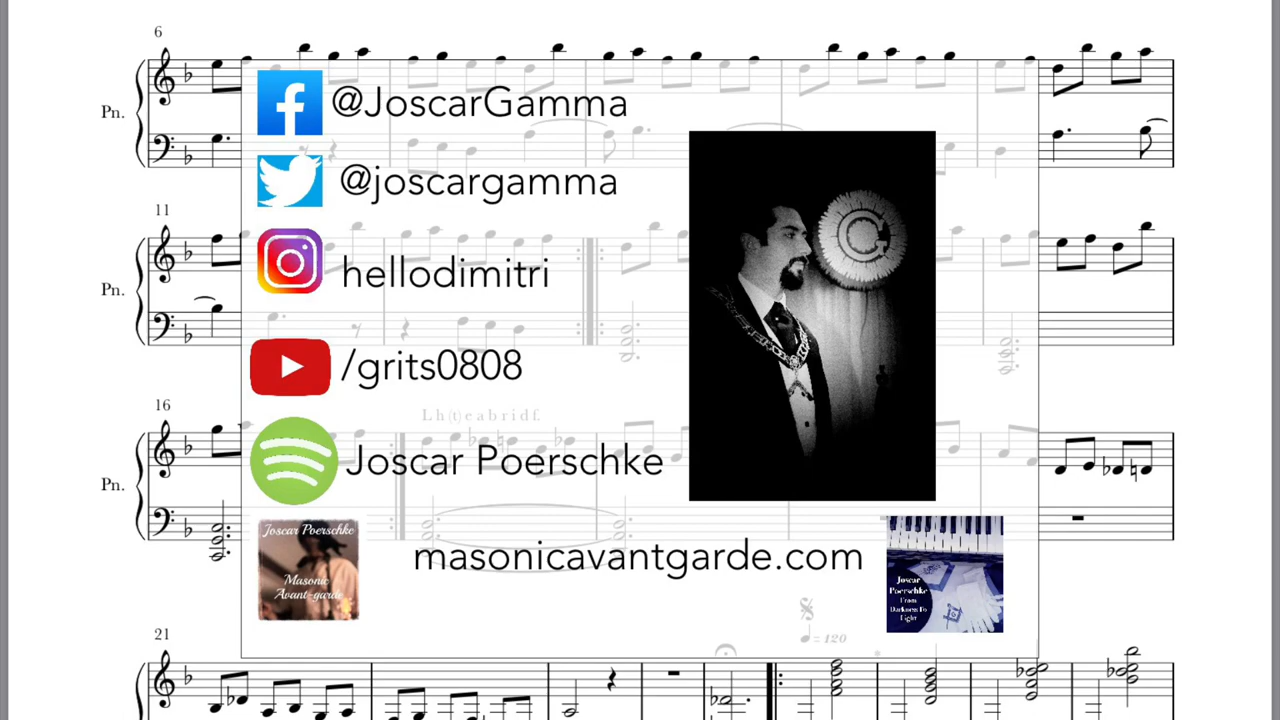 6
@JoscarGamma
Pn.
@joscargamma
11
hellodimitri
Pn.
/grits0808
16
L h (t) e a b r i d f.
Joscar Poerschke
Pn.
Joscar Poerschke
Masonic
Avant-garde
masonicavantgarde.com
Joscar
Poerschke
From
Darkness To
Light
= 120
21